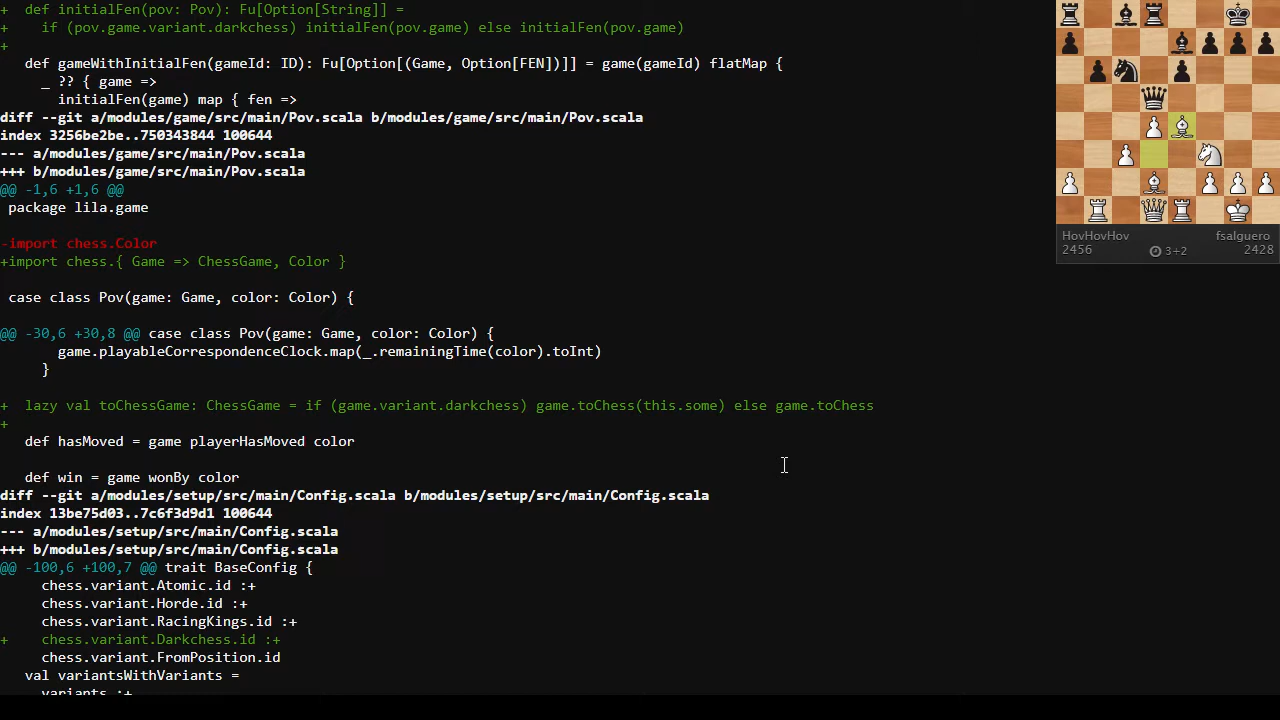 +  def initialFen(pov: Pov): Fu[Option[String]] =
+    if (pov.game.variant.darkchess) initialFen(pov.game) else initialFen(pov.game)
+
   def gameWithInitialFen(gameId: ID): Fu[Option[(Game, Option[FEN])]] = game(gameId) flatMap {
     _ ?? { game =>
       initialFen(game) map { fen =>
diff --git a/modules/game/src/main/Pov.scala b/modules/game/src/main/Pov.scala
index 3256be2be..750343844 100644
--- a/modules/game/src/main/Pov.scala
+++ b/modules/game/src/main/Pov.scala
@@ -1,6 +1,6 @@
 package lila.game
-import chess.Color
+import chess.{ Game => ChessGame, Color }
 case class Pov(game: Game, color: Color) {
@@ -30,6 +30,8 @@ case class Pov(game: Game, color: Color) {
       game.playableCorrespondenceClock.map(_.remainingTime(color).toInt)
     }
+  lazy val toChessGame: ChessGame = if (game.variant.darkchess) game.toChess(this.some) else game.toChess
+
   def hasMoved = game playerHasMoved color
   def win = game wonBy color
diff --git a/modules/setup/src/main/Config.scala b/modules/setup/src/main/Config.scala
index 13be75d03..7c6f3d9d1 100644
--- a/modules/setup/src/main/Config.scala
+++ b/modules/setup/src/main/Config.scala
@@ -100,6 +100,7 @@ trait BaseConfig {
     chess.variant.Atomic.id :+
     chess.variant.Horde.id :+
     chess.variant.RacingKings.id :+
+    chess.variant.Darkchess.id :+
     chess.variant.FromPosition.id
   val variantsWithVariants =
     variants :+
HovHovHov fsalguero
2456 3+2 2428